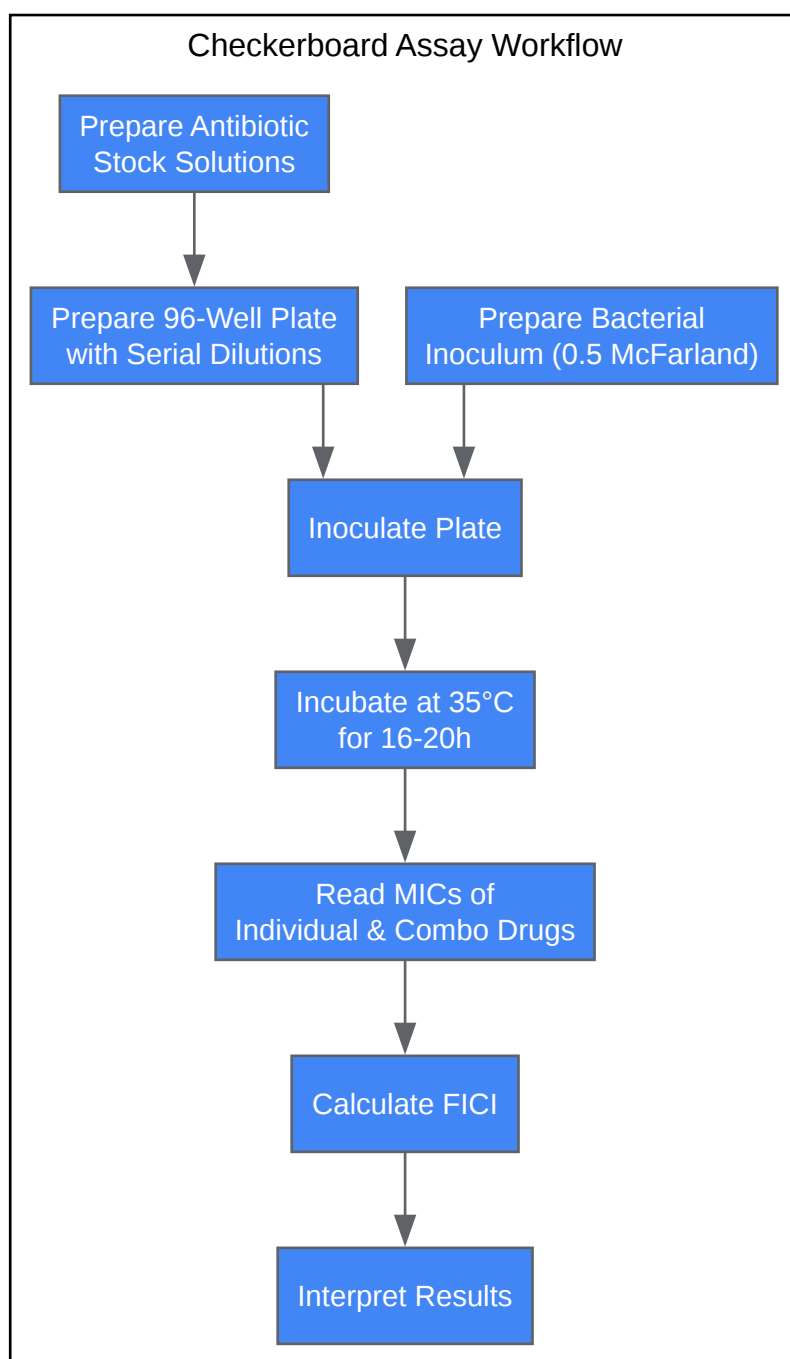 Checkerboard Assay Workflow
Prepare Antibiotic
Stock Solutions
Prepare 96-Well Plate
with Serial Dilutions
Prepare Bacterial
Inoculum (0.5 McFarland)
Inoculate Plate
Incubate at 35°C
for 16-20h
Read MICs of
Individual & Combo Drugs
Calculate FICI
Interpret Results